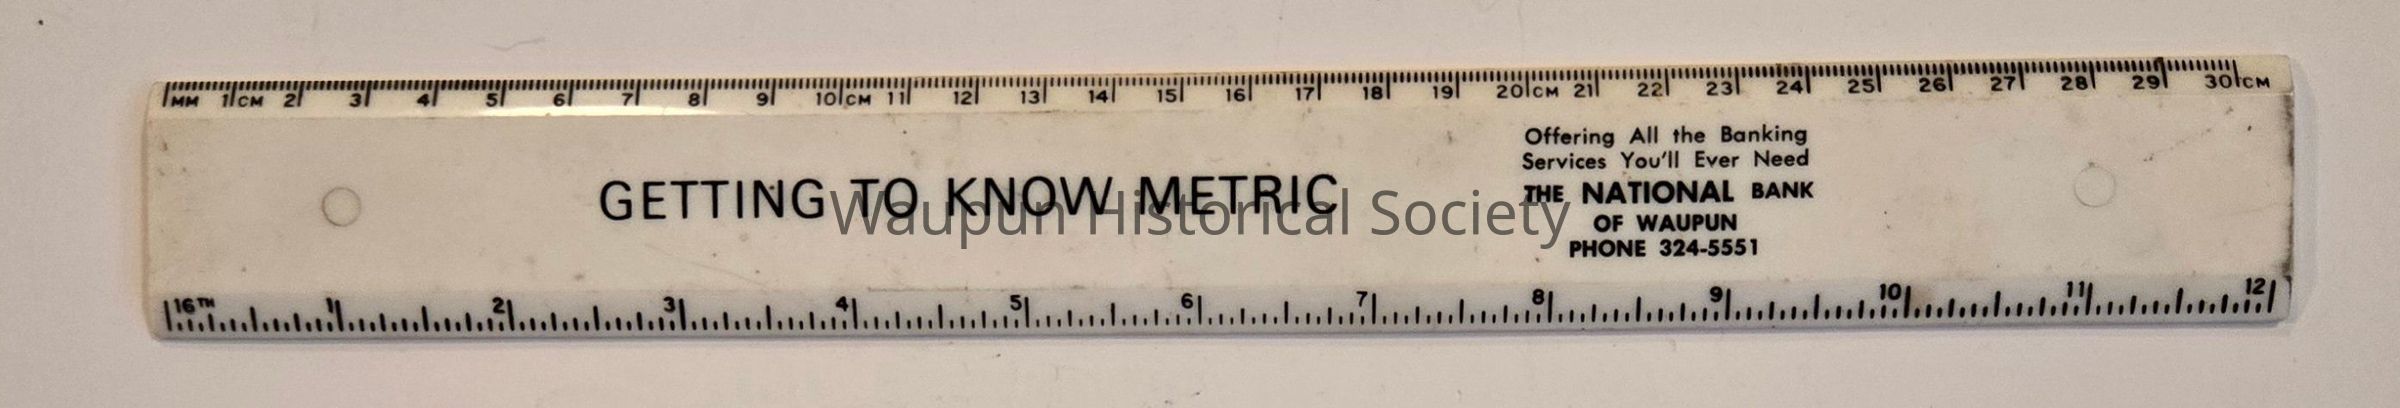 MM 1 CM 2 3 4 5 6 7 8 9 10 CM 11 12 13 14 15 16 17 18 19 20 CM 21 22 23 24 25 26 27 28 29 30 CM
Offering All the Banking
Services You'll Ever Need
GETTING TO KNOW METRIC
THE NATIONAL BANK
OF WAUPUN
PHONE 324-5551
Waupun Historical Society
16TH 1 2 3 4 5 6 7 8 9 10 11 12